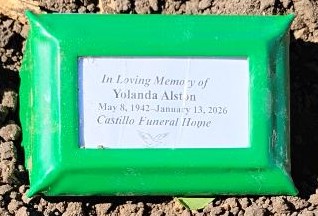 In Loving Memory of
Yolanda Alston
May 8, 1942–January 13, 2026
Castillo Funeral Home